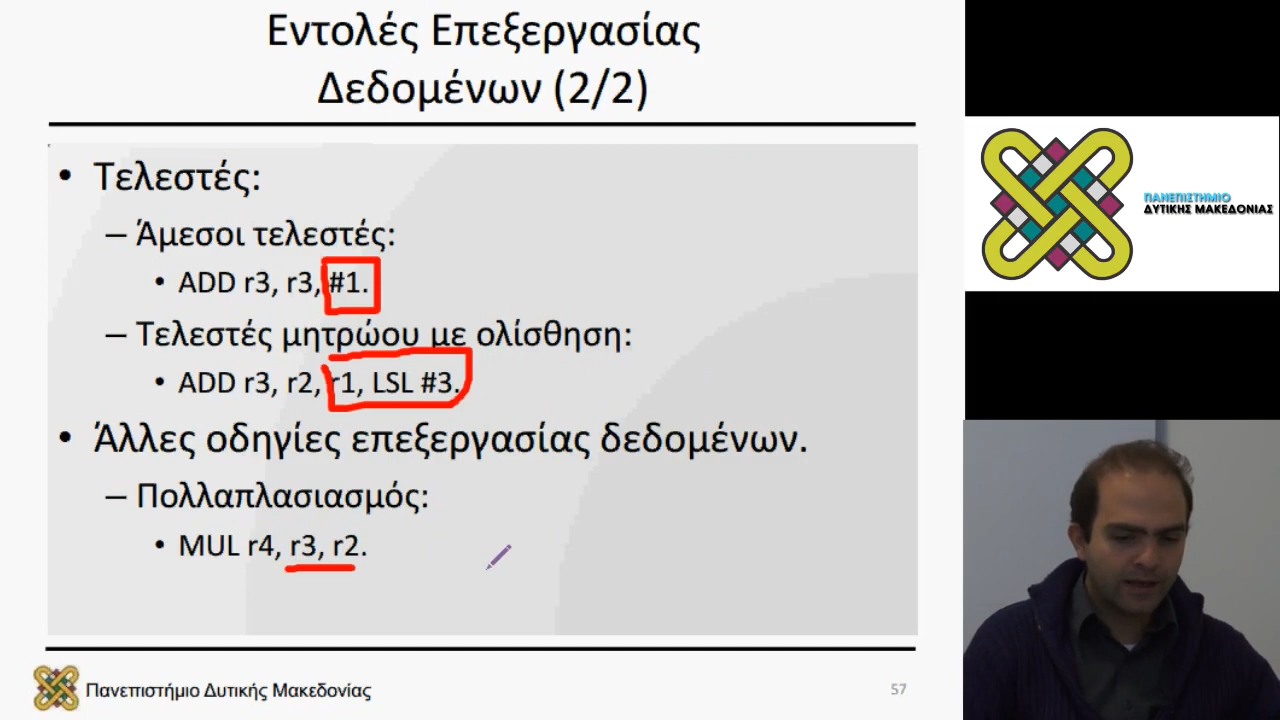 Εντολές Επεξεργασίας
Δεδομένων (2/2)
• Τελεστές:
– Άμεσοι τελεστές:
• ADD r3, r3, #1.
– Τελεστές μητρώου με ολίσθηση:
• ADD r3, r2, r1, LSL #3.
• Άλλες οδηγίες επεξεργασίας δεδομένων.
– Πολλαπλασιασμός:
• MUL r4, r3, r2.
Πανεπιστήμιο Δυτικής Μακεδονίας
57
ΠΑΝΕΠΙΣΤΗΜΙΟ
ΔΥΤΙΚΗΣ ΜΑΚΕΔΟΝΙΑΣ